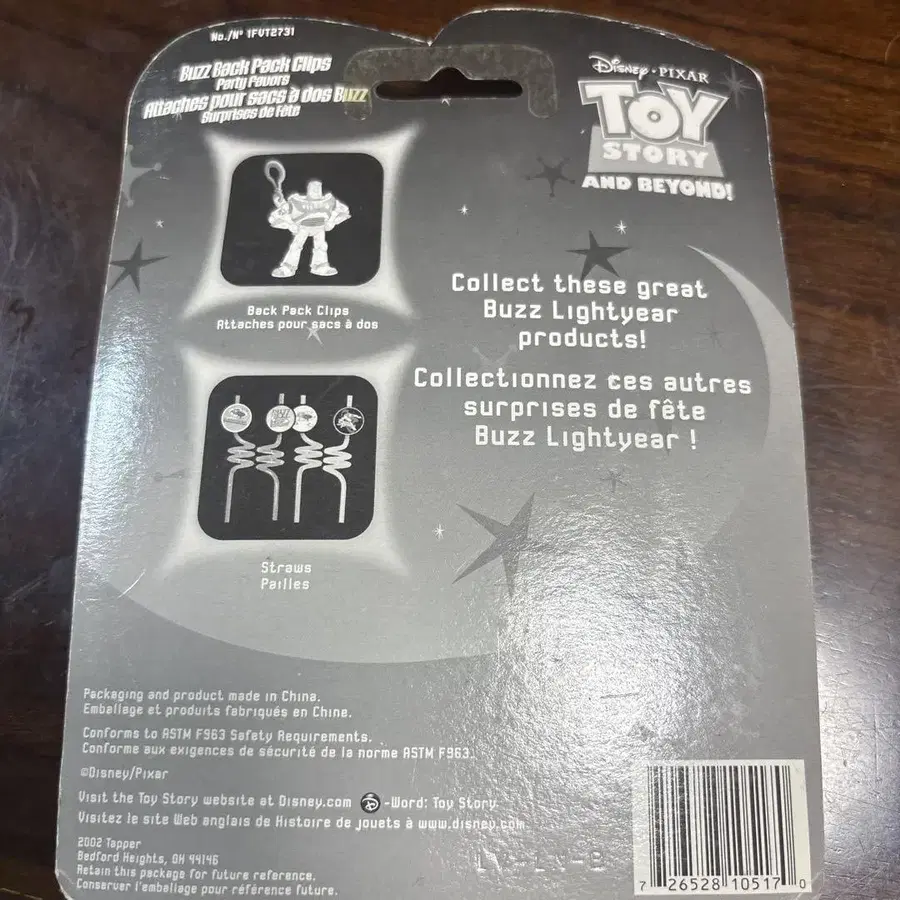 No./Nº 1FVT2731
Buzz Back Pack Clips
Party Favors
Attaches pour sacs à dos Buzz
Surprises de Fête
Disney • PIXAR
TOY
STORY
AND BEYOND!
Back Pack Clips
Attaches pour sacs à dos
Collect these great
Buzz Lightyear
products!
Collectionnez ces autres
surprises de fête
Buzz Lightyear !
Straws
Pailles
Packaging and product made in China.
Emballage et produits fabriqués en Chine.
Conforms to ASTM F963 Safety Requirements.
Conforme aux exigences de sécurité de la norme ASTM F963.
©Disney/Pixar
Visit the Toy Story website at Disney.com -Word: Toy Story.
Visitez le site Web anglais de Histoire de jouets à www.disney.com
2002 Tapper
Bedford Heights, OH 44146
Retain this package for future reference.
Conserver l'emballage pour référence future.
7 26528 10517 0